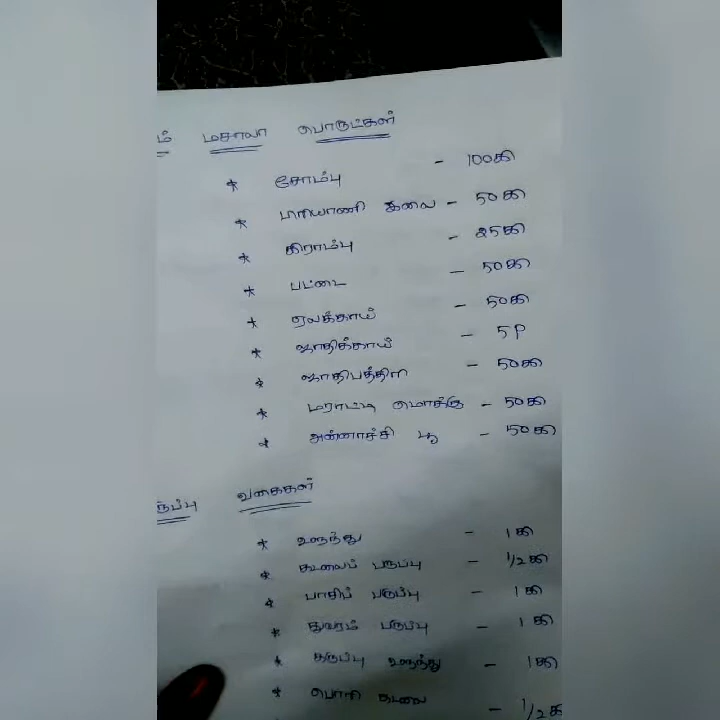 ம் மசாலா பொருட்கள்
* சோம்பு - 100கி
* பிரியாணி இலை - 50கி
* கிராம்பு - 25கி
* பட்டை - 50கி
* ஏலக்காய் - 50கி
* ஜாதிக்காய் - 5P
* ஜாதிபத்திரி - 50கி
* மராட்டி மொக்கு - 50கி
* அன்னாச்சி பூ - 50கி
ருப்பு வகைகள்
* உளுந்து - 1கி
* கடலைப் பருப்பு - 1/2கி
* பாசிப் பருப்பு - 1கி
* துவரம் பருப்பு - 1கி
* கருப்பு உளுந்து - 1கி
* பொரி கடலை - 1/2கி